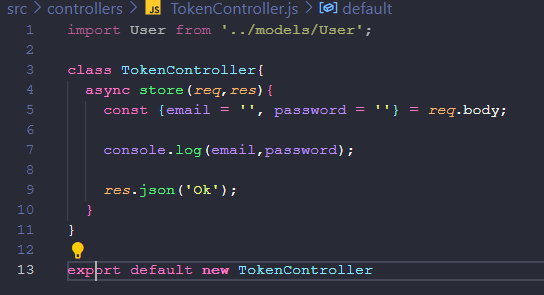 src > controllers > JS TokenController.js > default
1 import User from '../models/User';
2
3 class TokenController{
4 async store(req,res){
5 const {email = '', password = ''} = req.body;
6
7 console.log(email,password);
8
9 res.json('Ok');
10 }
11 }
12
13 export default new TokenController